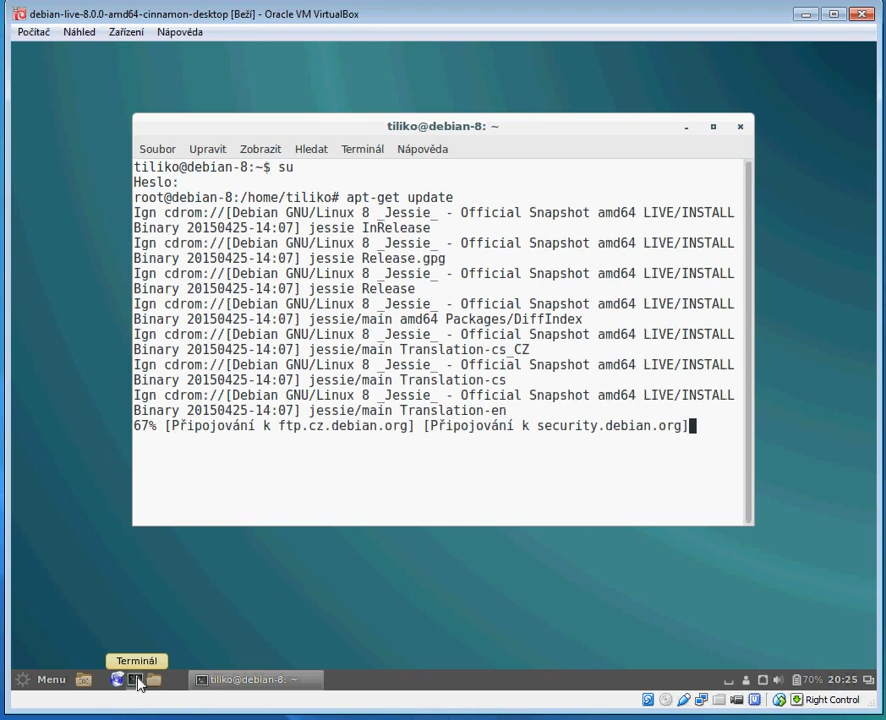 debian-live-8.0.0-amd64-cinnamon-desktop [Beží] - Oracle VM VirtualBox
Počítač Náhled Zařízení Nápověda
tiliko@debian-8: ~
Soubor Upravit Zobrazit Hledat Terminál Nápověda
tiliko@debian-8:~$ su
Heslo:
root@debian-8:/home/tiliko# apt-get update
Ign cdrom://[Debian GNU/Linux 8 _Jessie_ - Official Snapshot amd64 LIVE/INSTALL
Binary 20150425-14:07] jessie InRelease
Ign cdrom://[Debian GNU/Linux 8 _Jessie_ - Official Snapshot amd64 LIVE/INSTALL
Binary 20150425-14:07] jessie Release.gpg
Ign cdrom://[Debian GNU/Linux 8 _Jessie_ - Official Snapshot amd64 LIVE/INSTALL
Binary 20150425-14:07] jessie Release
Ign cdrom://[Debian GNU/Linux 8 _Jessie_ - Official Snapshot amd64 LIVE/INSTALL
Binary 20150425-14:07] jessie/main amd64 Packages/DiffIndex
Ign cdrom://[Debian GNU/Linux 8 _Jessie_ - Official Snapshot amd64 LIVE/INSTALL
Binary 20150425-14:07] jessie/main Translation-cs_CZ
Ign cdrom://[Debian GNU/Linux 8 _Jessie_ - Official Snapshot amd64 LIVE/INSTALL
Binary 20150425-14:07] jessie/main Translation-cs
Ign cdrom://[Debian GNU/Linux 8 _Jessie_ - Official Snapshot amd64 LIVE/INSTALL
Binary 20150425-14:07] jessie/main Translation-en
67% [Připojování k ftp.cz.debian.org] [Připojování k security.debian.org]
Terminál
Menu tiliko@debian-8: ~ 70% 20:25
Right Control